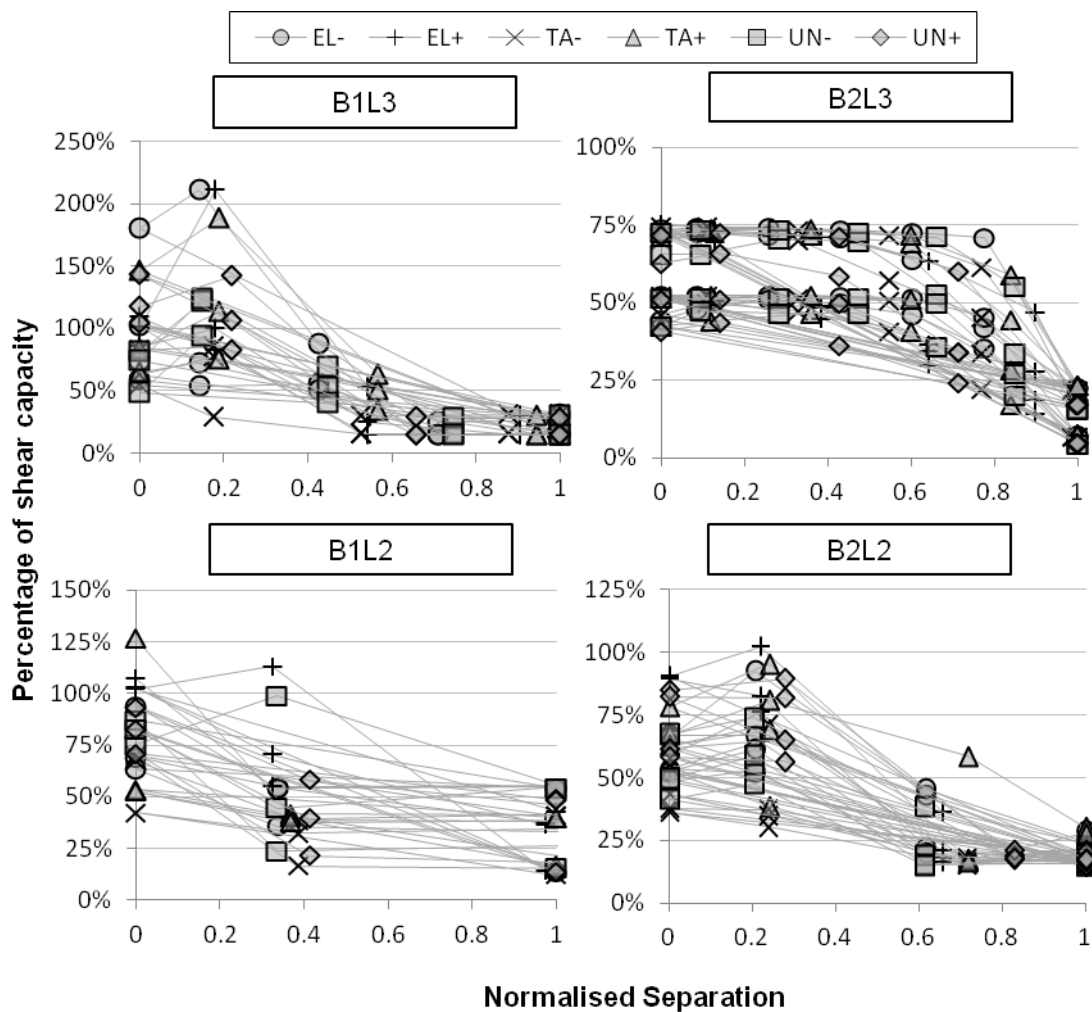 EL- EL+ TA- TA+ UN- UN+
B1L3 B2L3
250%
200%
150%
100%
50%
0%
0 0.2 0.4 0.6 0.8 1
100%
75%
50%
25%
0%
0 0.2 0.4 0.6 0.8 1
B1L2 B2L2
150%
125%
100%
75%
50%
25%
0%
0 0.2 0.4 0.6 0.8 1
125%
100%
75%
50%
25%
0%
0 0.2 0.4 0.6 0.8 1
Percentage of shear capacity
Normalised Separation